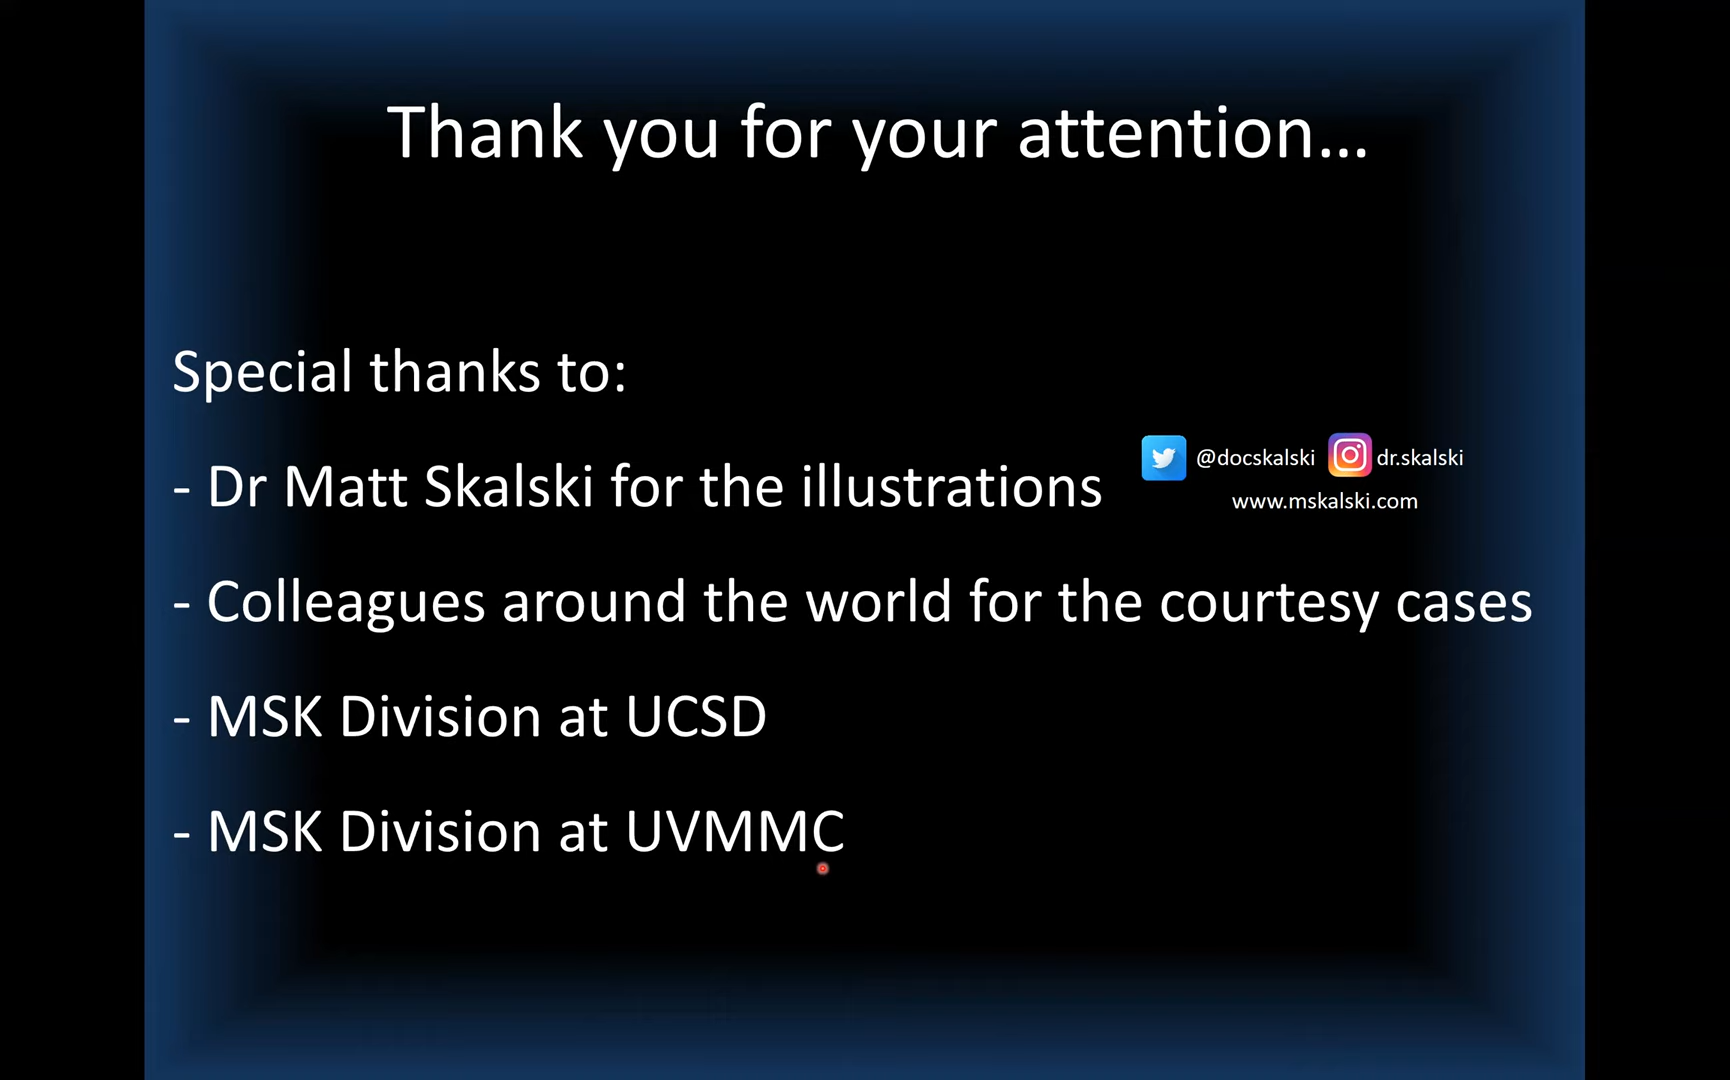 Thank you for your attention...
Special thanks to:
- Dr Matt Skalski for the illustrations
@docskalski dr.skalski
www.mskalski.com
- Colleagues around the world for the courtesy cases
- MSK Division at UCSD
- MSK Division at UVMMC